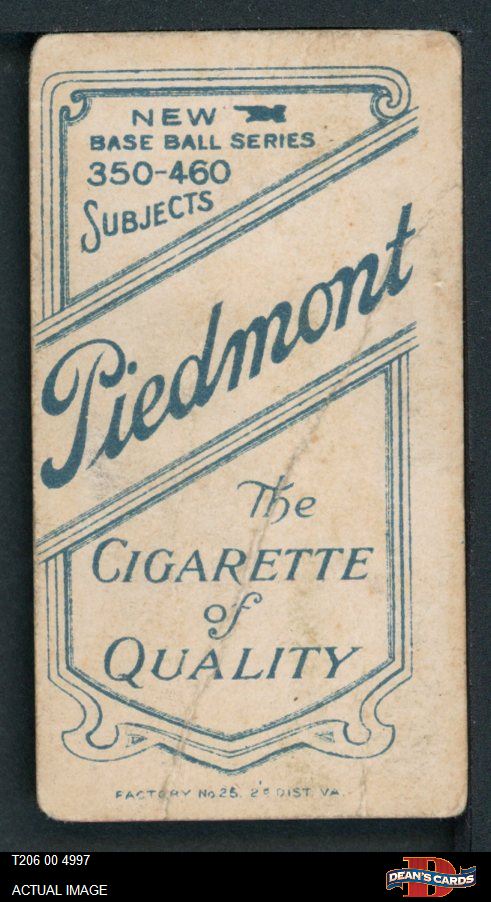 NEW
BASE BALL SERIES
350-460
SUBJECTS
Piedmont
The
CIGARETTE
of
QUALITY
FACTORY No 25. 2d DIST. VA.
T206 00 4997
ACTUAL IMAGE
D
DEAN'S CARDS